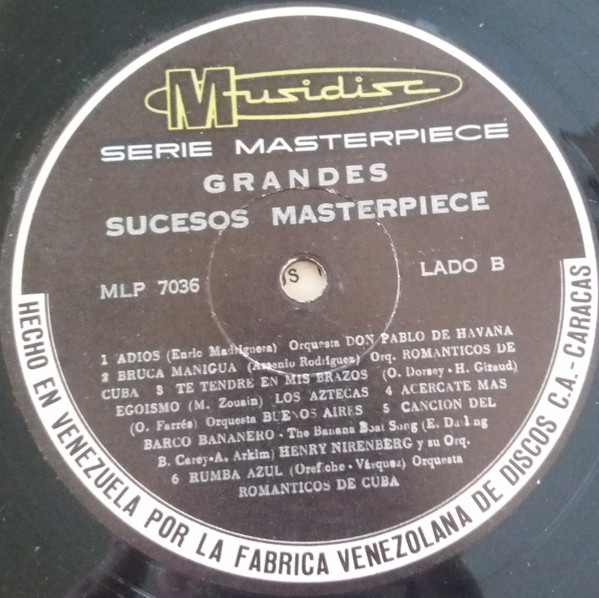 Musidisc
SERIE MASTERPIECE
GRANDES
SUCESOS MASTERPIECE
MLP 7036
LADO B
1 ADIOS (Enric Madriguera) Orquesta DON PABLO DE HAVANA
2 BRUCA MANIGUA (Arsenio Rodriguez) Orq. ROMANTICOS DE
CUBA 3 TE TENDRE EN MIS BRAZOS (O. Dorsey - H. Gitaud)
EGOISMO (M. Zousin) LOS AZTECAS 4 ACERCATE MAS
(O. Farrés) Orquesta BUENOS AIRES 5 CANCION DEL
BARCO BANANERO - The Banana Boat Song (E. Darling
B. Carey - A. Arkim) HENRY NIRENBERG y su Orq.
6 RUMBA AZUL (Orefiche - Vásquez) Orquesta
ROMANTICOS DE CUBA
HECHO EN VENEZUELA POR LA FABRICA VENEZOLANA DE DISCOS C.A. - CARACAS